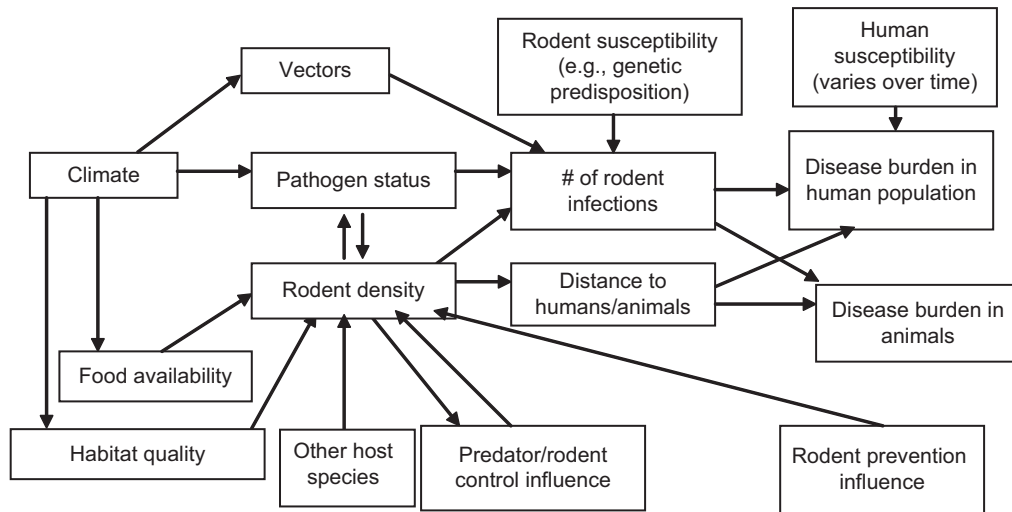 Rodent susceptibility
(e.g., genetic
predisposition)
Human
susceptibility
(varies over time)
Vectors
Climate
Pathogen status
# of rodent
infections
Disease burden in
human population
Rodent density
Distance to
humans/animals
Disease burden in
animals
Food availability
Habitat quality
Other host
species
Predator/rodent
control influence
Rodent prevention
influence